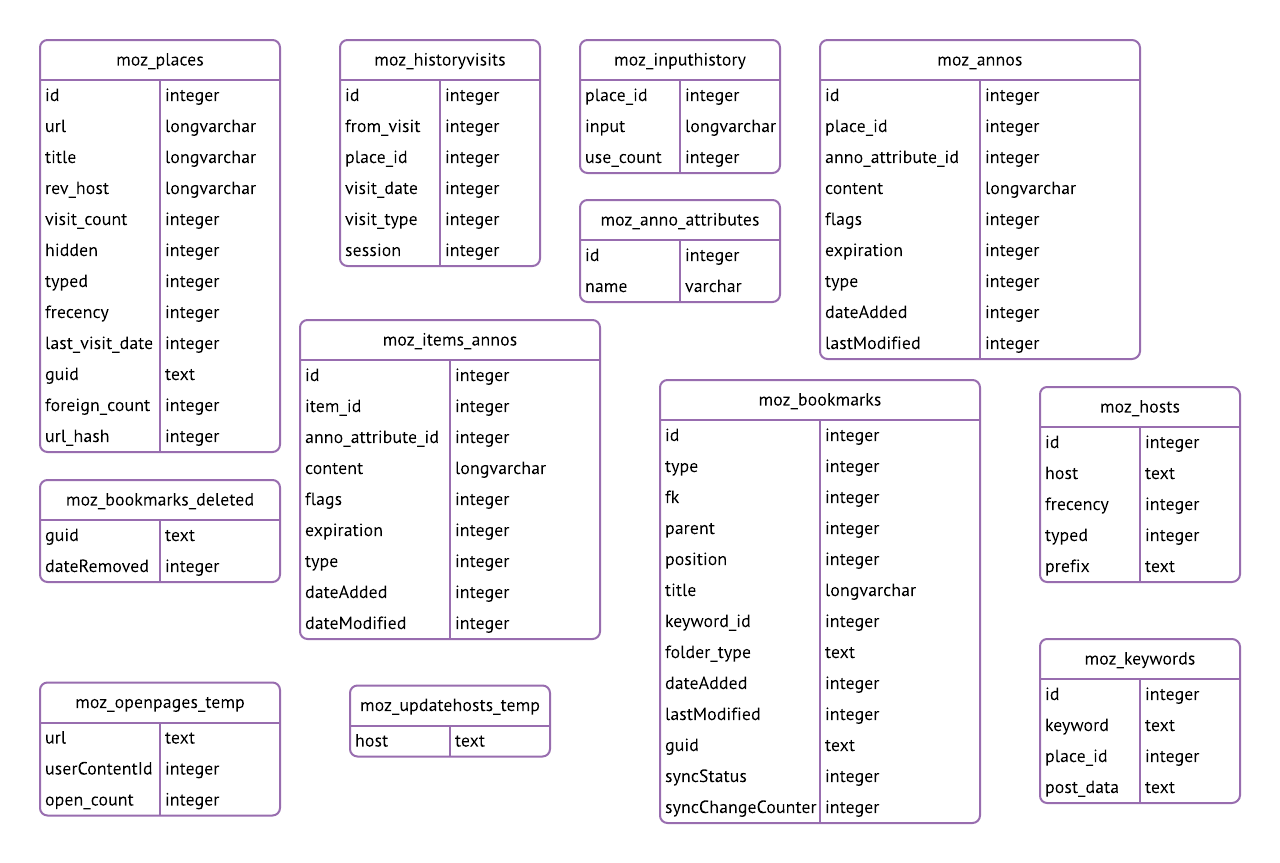 moz_places
id integer
url longvarchar
title longvarchar
rev_host longvarchar
visit_count integer
hidden integer
typed integer
frecency integer
last_visit_date integer
guid text
foreign_count integer
url_hash integer
moz_historyvisits
id integer
from_visit integer
place_id integer
visit_date integer
visit_type integer
session integer
moz_inputhistory
place_id integer
input longvarchar
use_count integer
moz_anno_attributes
id integer
name varchar
moz_annos
id integer
place_id integer
anno_attribute_id integer
content longvarchar
flags integer
expiration integer
type integer
dateAdded integer
lastModified integer
moz_items_annos
id integer
item_id integer
anno_attribute_id integer
content longvarchar
flags integer
expiration integer
type integer
dateAdded integer
dateModified integer
moz_bookmarks
id integer
type integer
fk integer
parent integer
position integer
title longvarchar
keyword_id integer
folder_type text
dateAdded integer
lastModified integer
guid text
syncStatus integer
syncChangeCounter integer
moz_hosts
id integer
host text
frecency integer
typed integer
prefix text
moz_bookmarks_deleted
guid text
dateRemoved integer
moz_keywords
id integer
keyword text
place_id integer
post_data text
moz_openpages_temp
url text
userContentId integer
open_count integer
moz_updatehosts_temp
host text